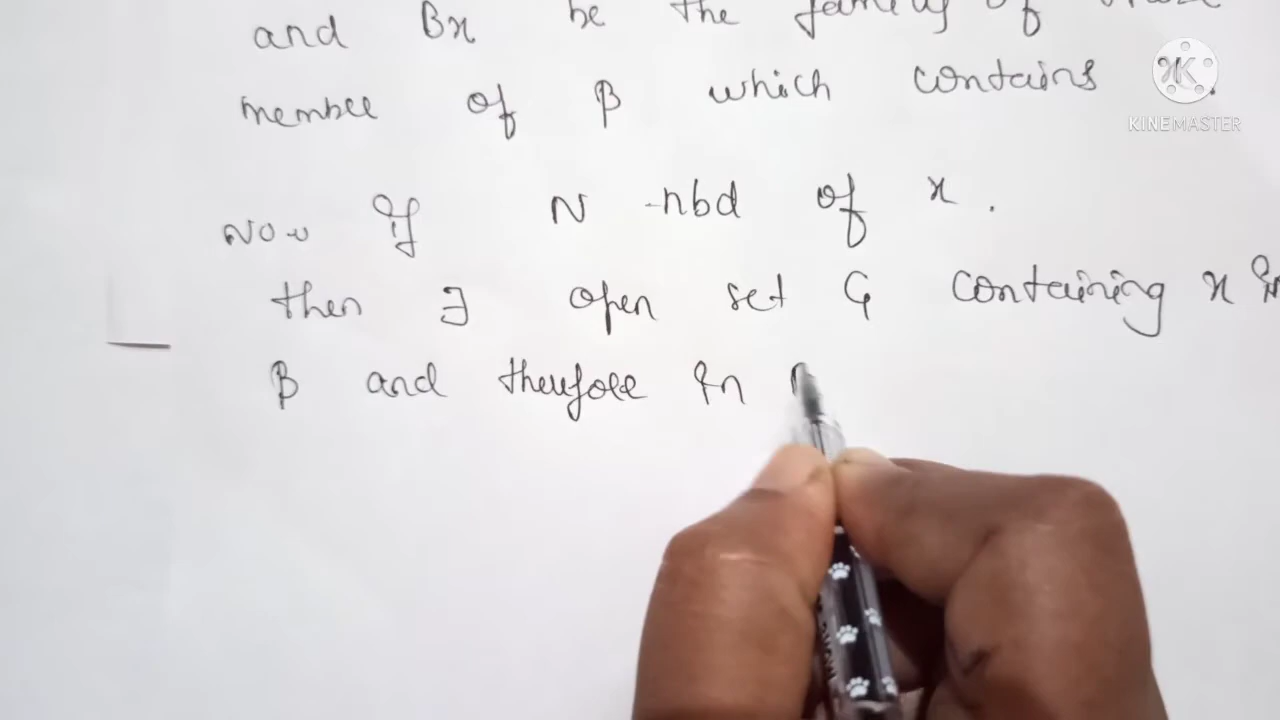 and Bx be the family of
member of β which contains
KINEMASTER
Now If N nbd of x.
then ∃ open set G containing x in
β and therefore in